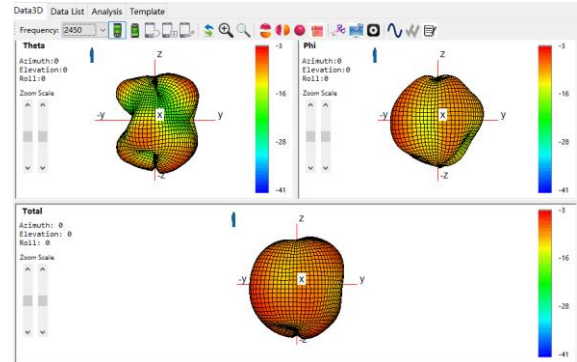 Data3D Data List Analysis Template
Frequency: 2450
Theta
Azimuth:0
Elevation:0
Roll:0
Zoom Scale
z
-y x y
-z
-3
-16
-28
-41
Phi
Azimuth:0
Elevation:0
Roll:0
Zoom Scale
z
-y x y
-z
-3
-16
-28
-41
Total
Azimuth: 0
Elevation: 0
Roll: 0
Zoom Scale
z
-y x y
-z
-3
-16
-28
-41